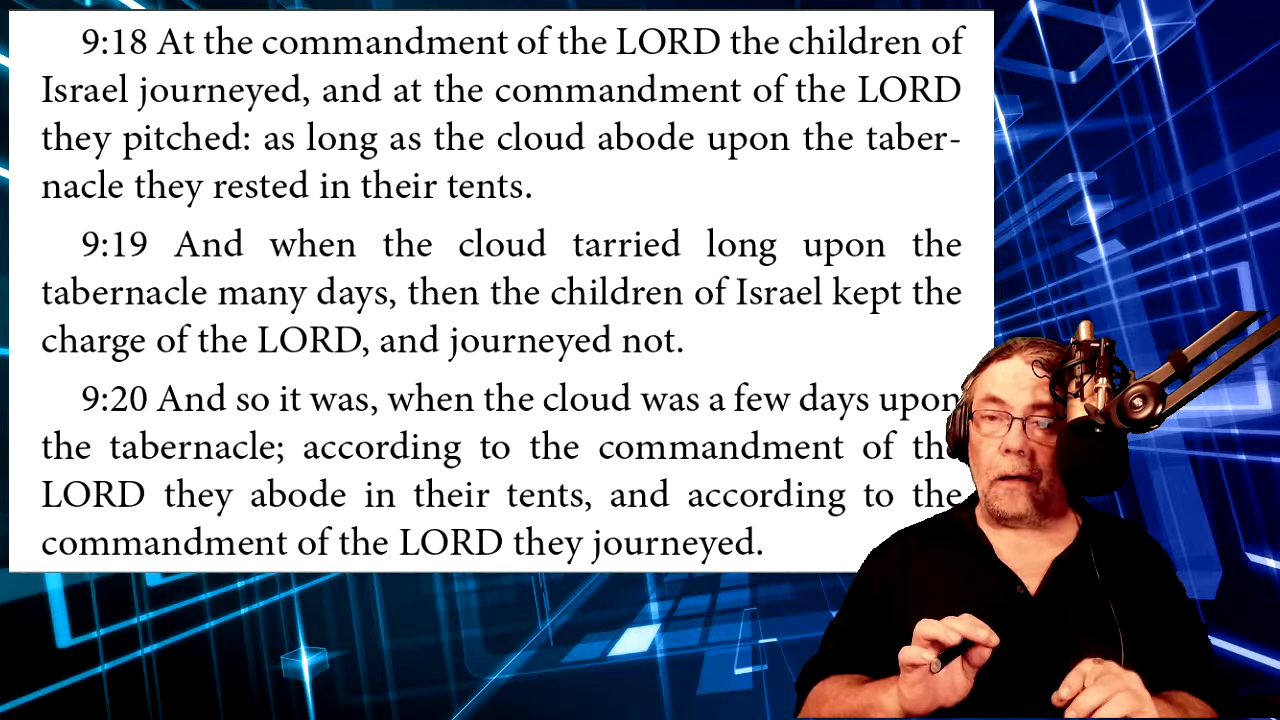 9:18 At the commandment of the LORD the children of
Israel journeyed, and at the commandment of the LORD
they pitched: as long as the cloud abode upon the taber-
nacle they rested in their tents.
9:19 And when the cloud tarried long upon the
tabernacle many days, then the children of Israel kept the
charge of the LORD, and journeyed not.
9:20 And so it was, when the cloud was a few days upon
the tabernacle; according to the commandment of the
LORD they abode in their tents, and according to the
commandment of the LORD they journeyed.